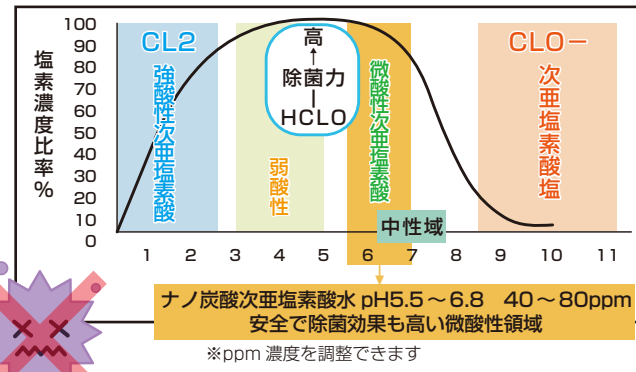 塩素濃度比率%
100
90
80
70
60
50
40
30
20
10
0
CL2
強酸性次亜塩素酸
弱酸性
高
除菌力
HCLO
微酸性次亜塩素酸
中性域
CLO−
次亜塩素酸塩
1 2 3 4 5 6 7 8 9 10 11
ナノ炭酸次亜塩素酸水 pH5.5～6.8 40～80ppm
安全で除菌効果も高い微酸性領域
※ppm 濃度を調整できます